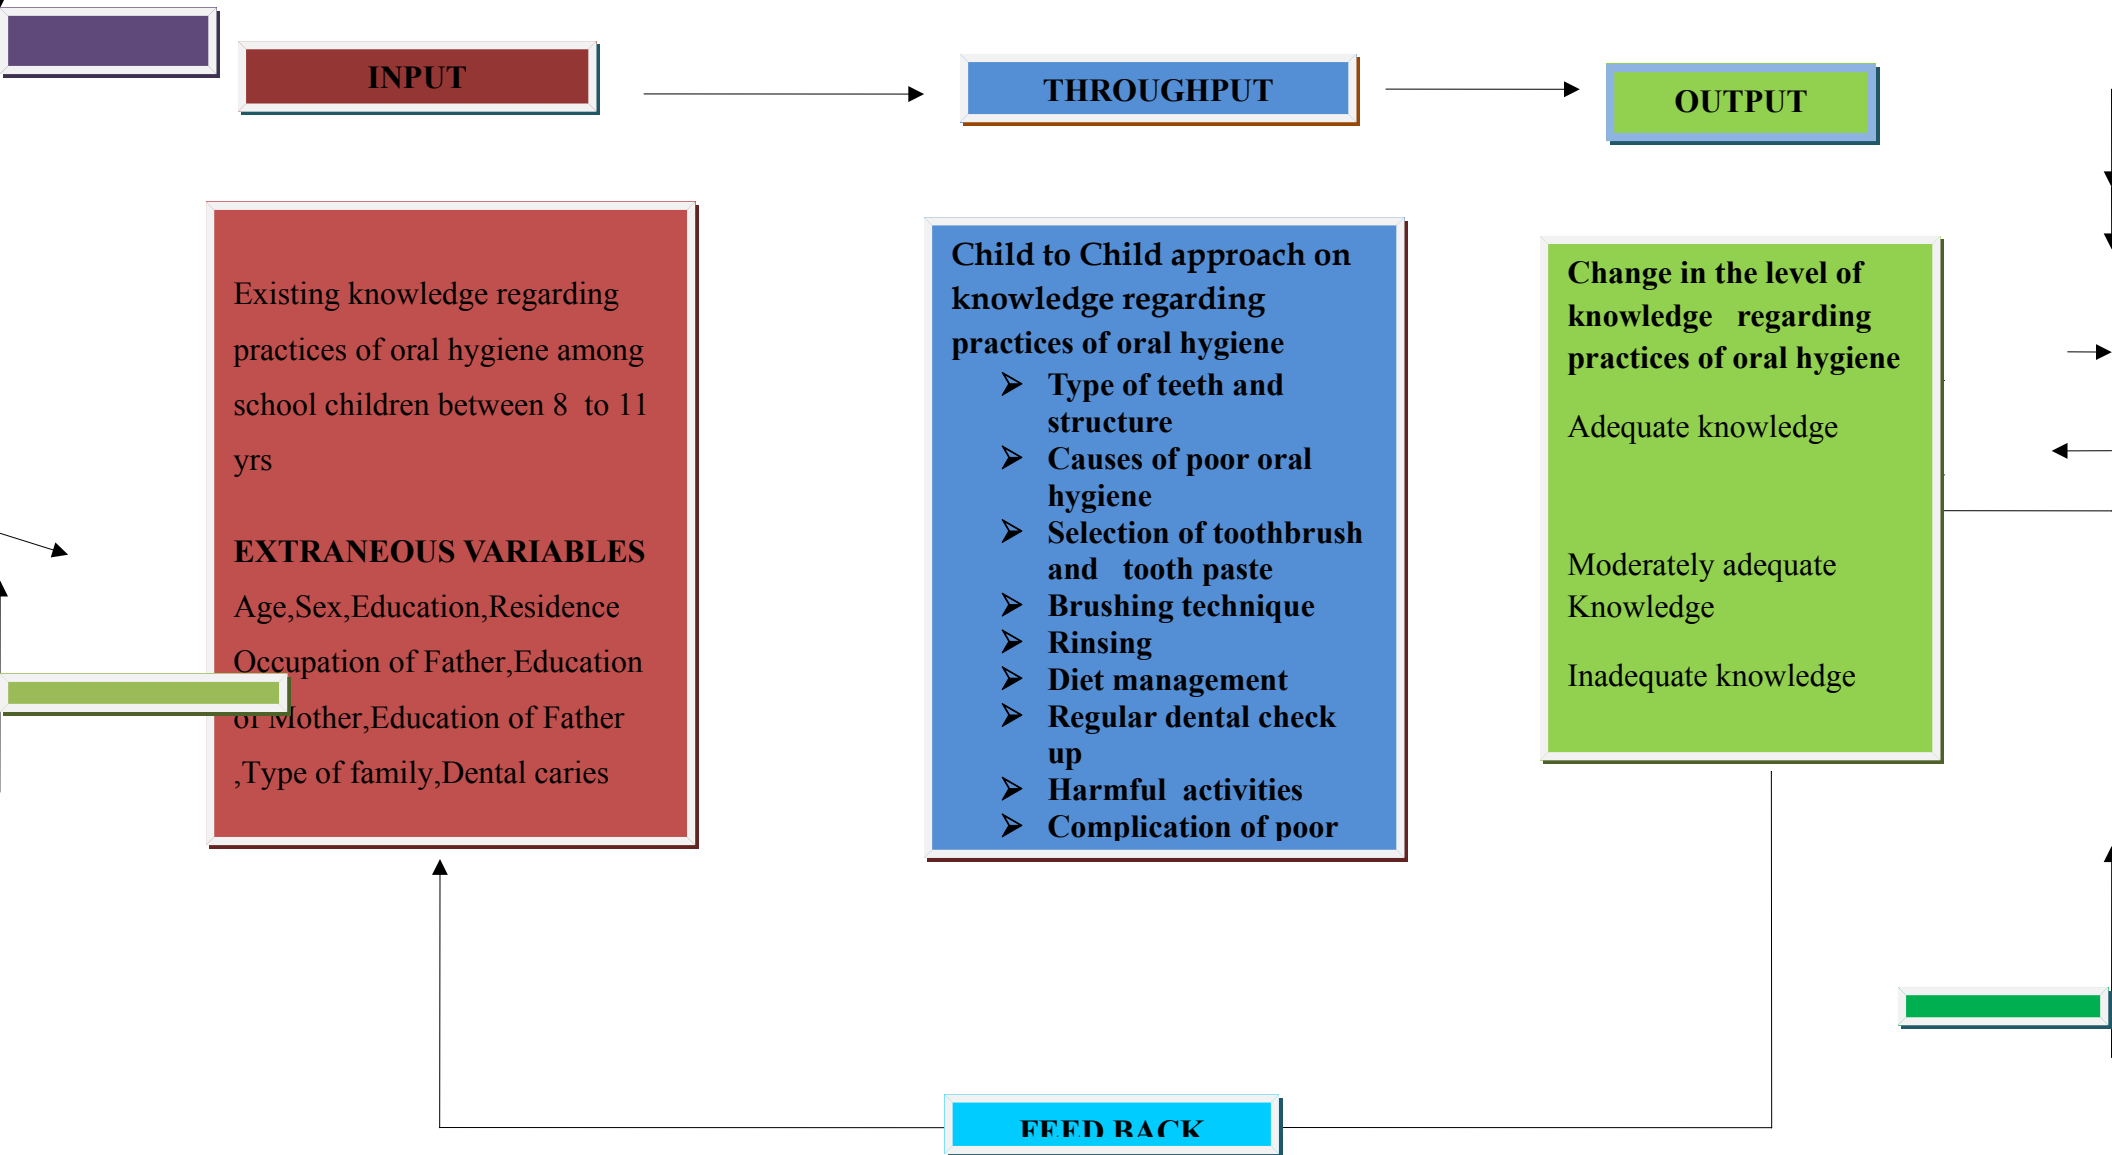 INPUT
THROUGHPUT
OUTPUT
Existing knowledge regarding
practices of oral hygiene among
school children between 8 to 11
yrs
EXTRANEOUS VARIABLES
Age,Sex,Education,Residence
Occupation of Father,Education
of Mother,Education of Father
,Type of family,Dental caries
Child to Child approach on
knowledge regarding
practices of oral hygiene
➢ Type of teeth and
structure
➢ Causes of poor oral
hygiene
➢ Selection of toothbrush
and tooth paste
➢ Brushing technique
➢ Rinsing
➢ Diet management
➢ Regular dental check
up
➢ Harmful activities
➢ Complication of poor
Change in the level of
knowledge regarding
practices of oral hygiene
Adequate knowledge
Moderately adequate
Knowledge
Inadequate knowledge
FEED BACK